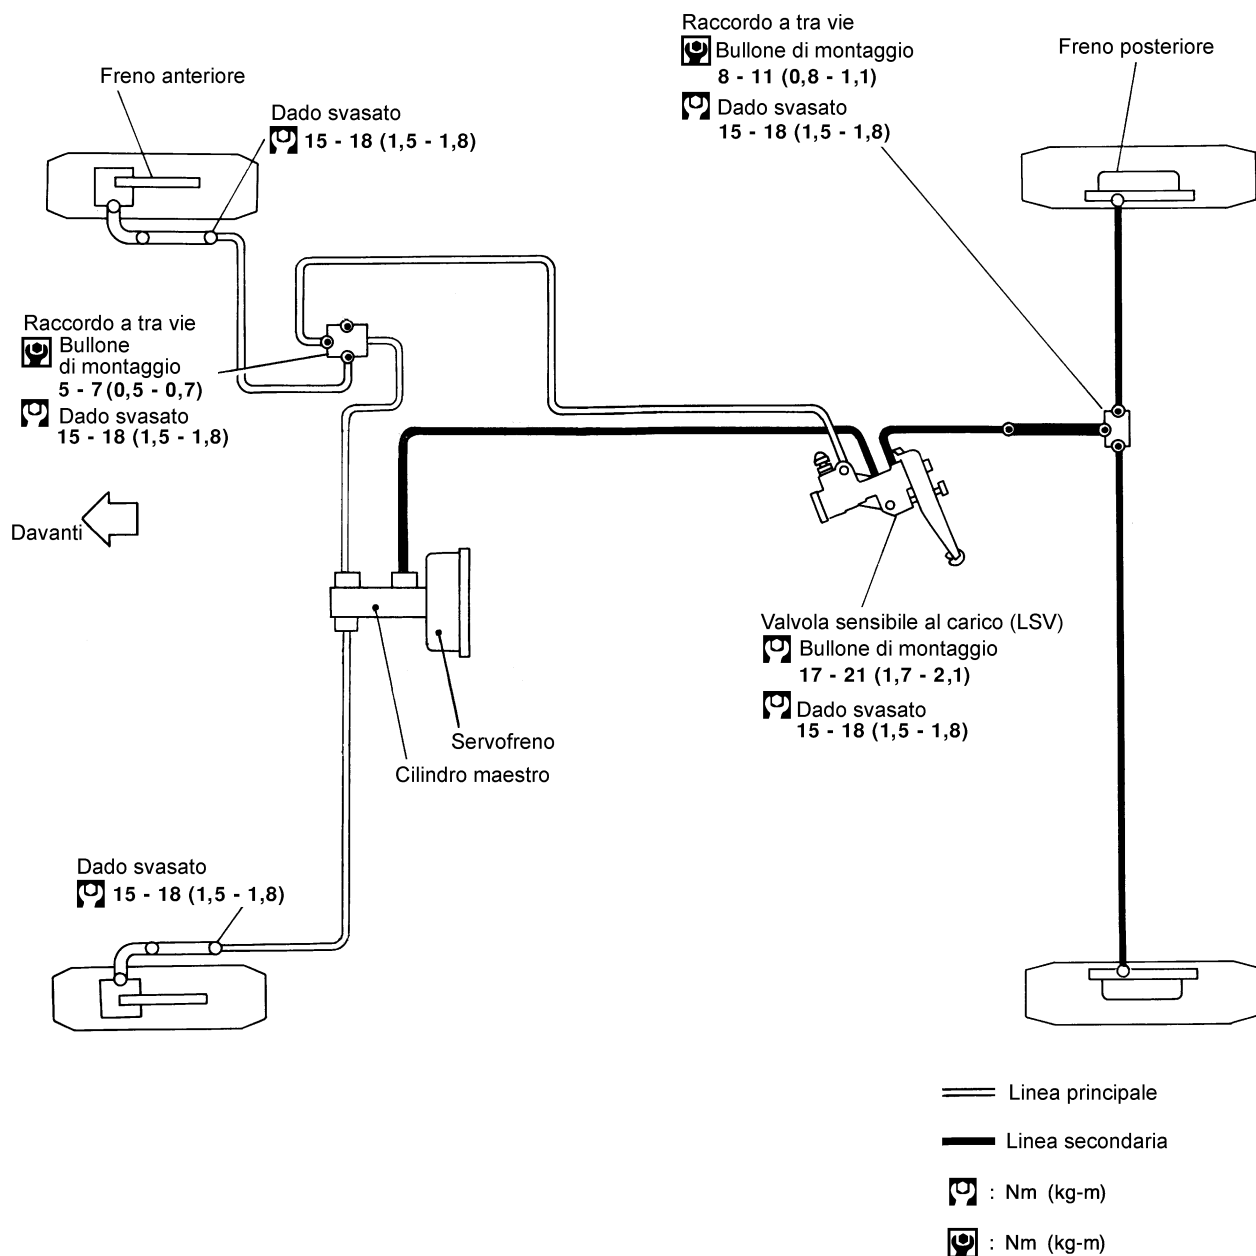 Raccordo a tra vie
Bullone di montaggio
8 - 11 (0,8 - 1,1)
Dado svasato
15 - 18 (1,5 - 1,8)
Freno posteriore
Freno anteriore
Dado svasato
15 - 18 (1,5 - 1,8)
Raccordo a tra vie
Bullone
di montaggio
5 - 7 (0,5 - 0,7)
Dado svasato
15 - 18 (1,5 - 1,8)
Davanti
Valvola sensibile al carico (LSV)
Bullone di montaggio
17 - 21 (1,7 - 2,1)
Dado svasato
15 - 18 (1,5 - 1,8)
Servofreno
Cilindro maestro
Dado svasato
15 - 18 (1,5 - 1,8)
Linea principale
Linea secondaria
: Nm (kg-m)
: Nm (kg-m)